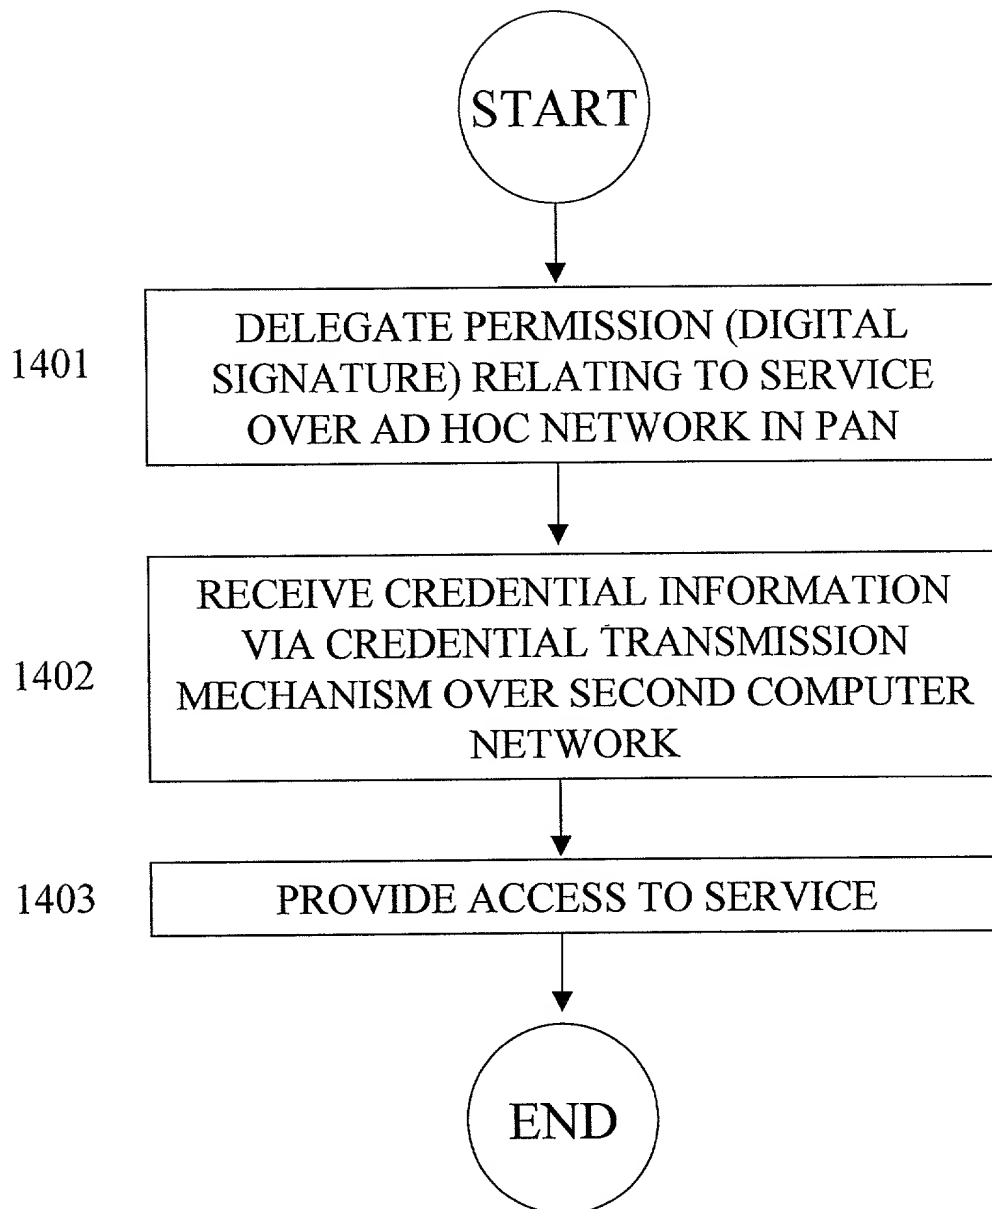 START
1401
DELEGATE PERMISSION (DIGITAL
SIGNATURE) RELATING TO SERVICE
OVER AD HOC NETWORK IN PAN
1402
RECEIVE CREDENTIAL INFORMATION
VIA CREDENTIAL TRANSMISSION
MECHANISM OVER SECOND COMPUTER
NETWORK
1403
PROVIDE ACCESS TO SERVICE
END